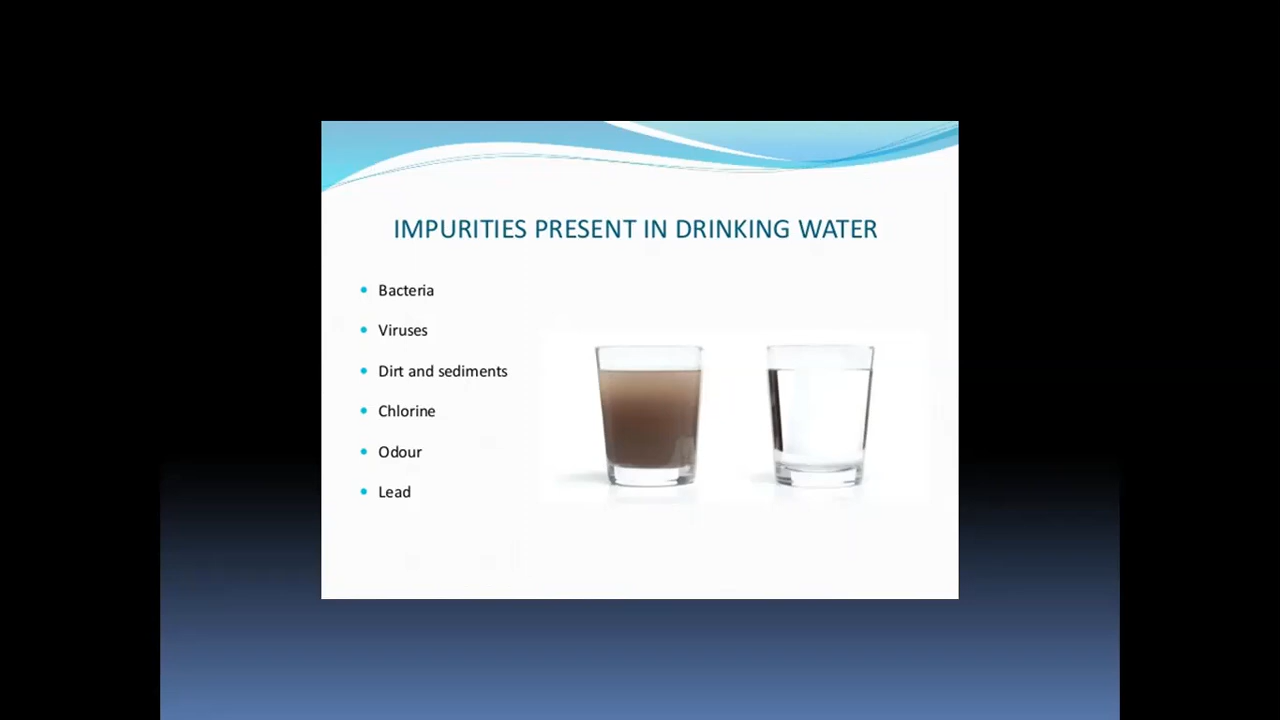 IMPURITIES PRESENT IN DRINKING WATER
Bacteria
Viruses
Dirt and sediments
Chlorine
Odour
Lead